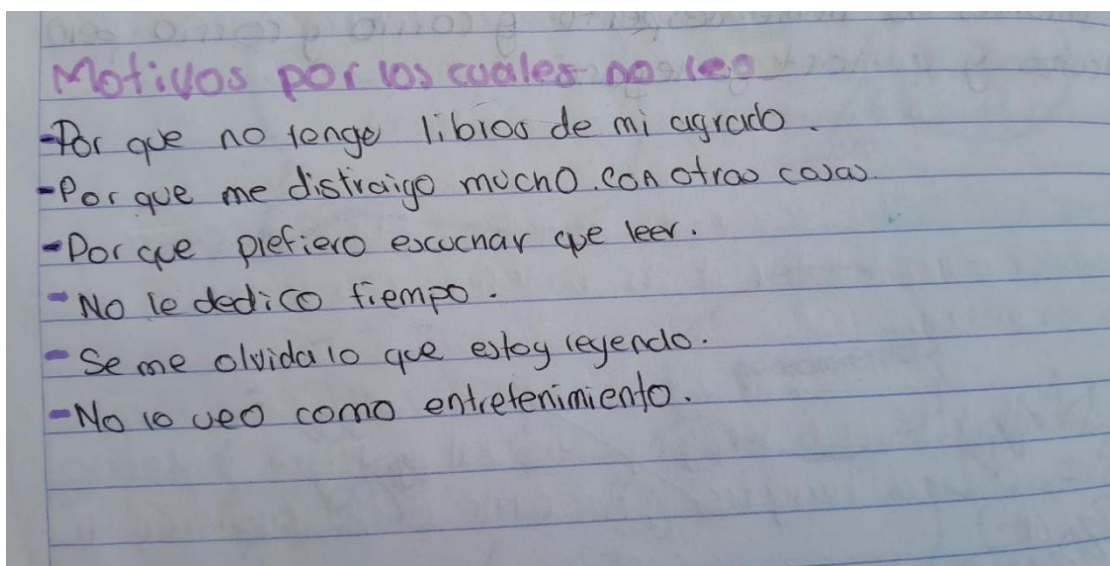 Motivos por los cuales no leo
-Por que no tengo libros de mi agrado.
-Por que me distraigo mucho con otras cosas.
-Por que prefiero escuchar que leer.
-No le dedico tiempo.
-Se me olvida lo que estoy leyendo.
-No lo veo como entretenimiento.